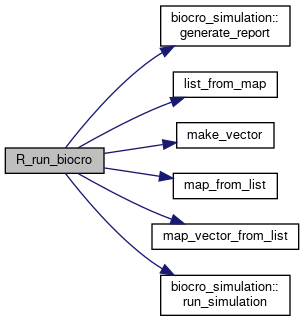 biocro_simulation::
generate_report
list_from_map
make_vector
R_run_biocro
map_from_list
map_vector_from_list
biocro_simulation::
run_simulation